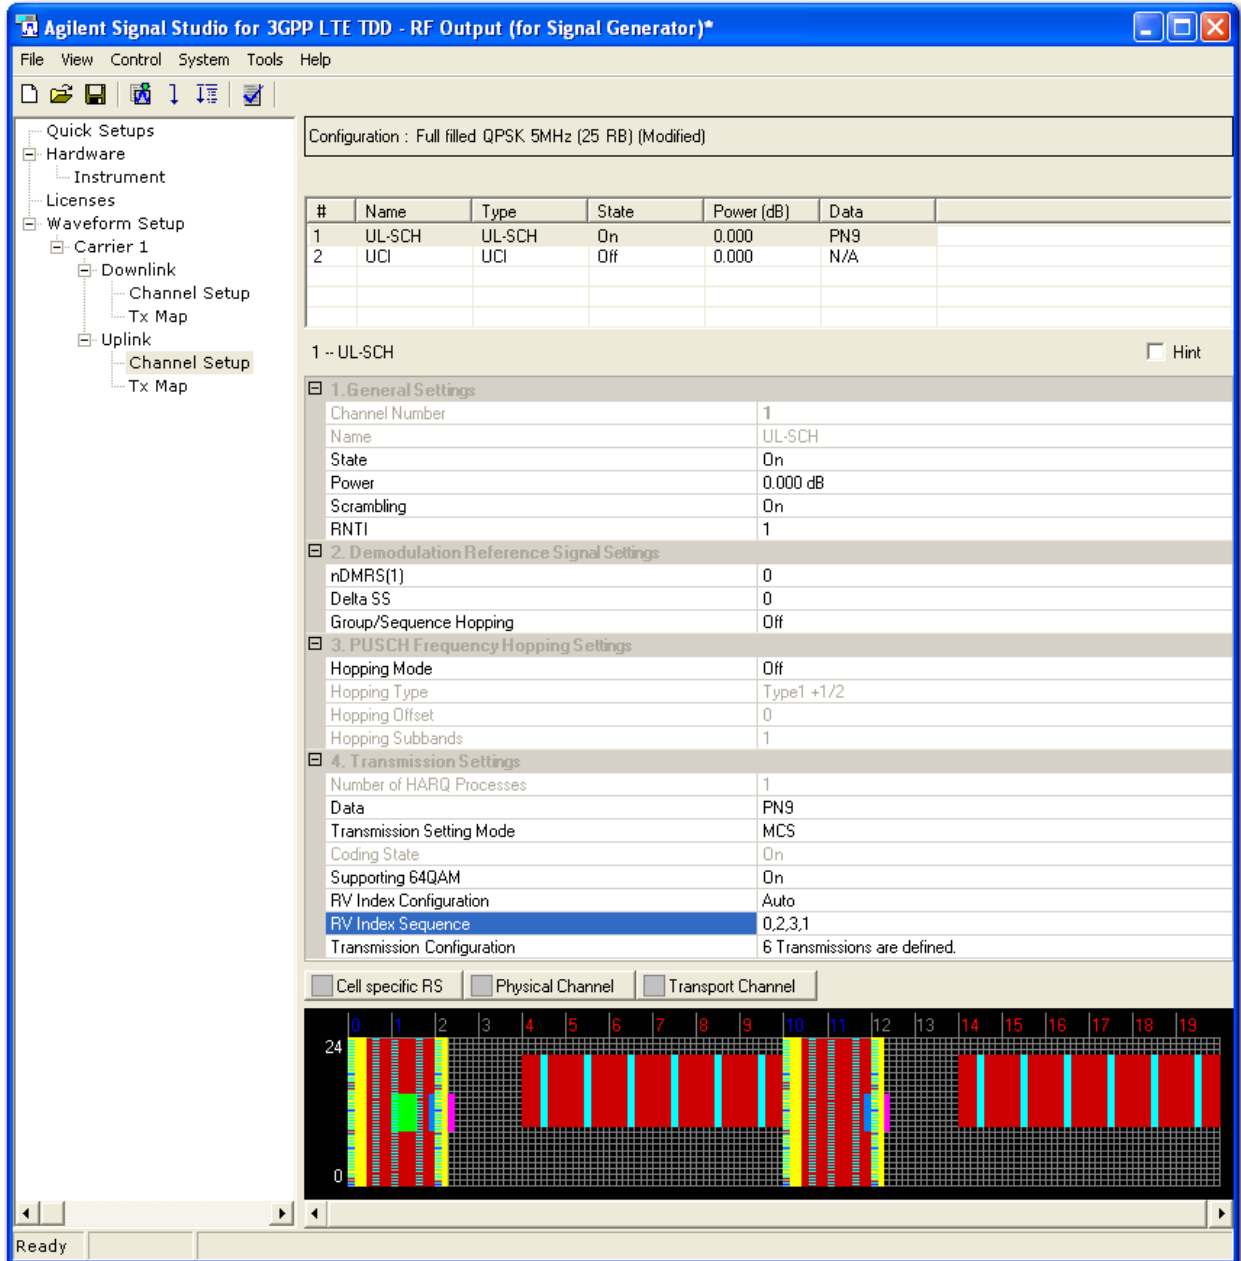 Agilent Signal Studio for 3GPP LTE TDD - RF Output (for Signal Generator)*
File View Control System Tools Help
Quick Setups
Hardware
Instrument
Licenses
Waveform Setup
Carrier 1
Downlink
Channel Setup
Tx Map
Uplink
Channel Setup
Tx Map
Configuration : Full filled QPSK 5MHz (25 RB) (Modified)
# Name Type State Power (dB) Data
1 UL-SCH UL-SCH On 0.000 PN9
2 UCI UCI Off 0.000 N/A
1 -- UL-SCH Hint
1.General Settings
Channel Number 1
Name UL-SCH
State On
Power 0.000 dB
Scrambling On
RNTI 1
2. Demodulation Reference Signal Settings
nDMRS(1) 0
Delta SS 0
Group/Sequence Hopping Off
3. PUSCH Frequency Hopping Settings
Hopping Mode Off
Hopping Type Type1 +1/2
Hopping Offset 0
Hopping Subbands 1
4. Transmission Settings
Number of HARQ Processes 1
Data PN9
Transmission Setting Mode MCS
Coding State On
Supporting 64QAM On
RV Index Configuration Auto
RV Index Sequence 0,2,3,1
Transmission Configuration 6 Transmissions are defined.
Cell specific RS Physical Channel Transport Channel
0 1 2 3 4 5 6 7 8 9 10 11 12 13 14 15 16 17 18 19
24
0
Ready